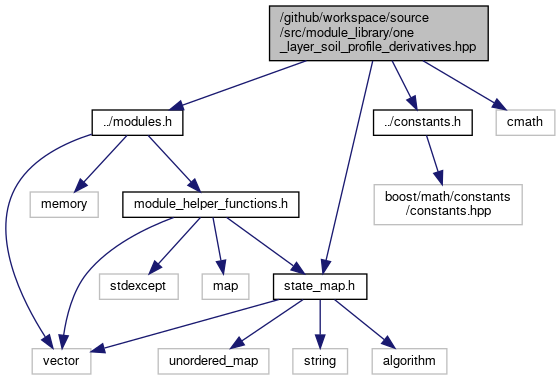 /github/workspace/source
/src/module_library/one
_layer_soil_profile_derivatives.hpp
../modules.h
../constants.h
cmath
memory
module_helper_functions.h
boost/math/constants
/constants.hpp
stdexcept
map
state_map.h
vector
unordered_map
string
algorithm